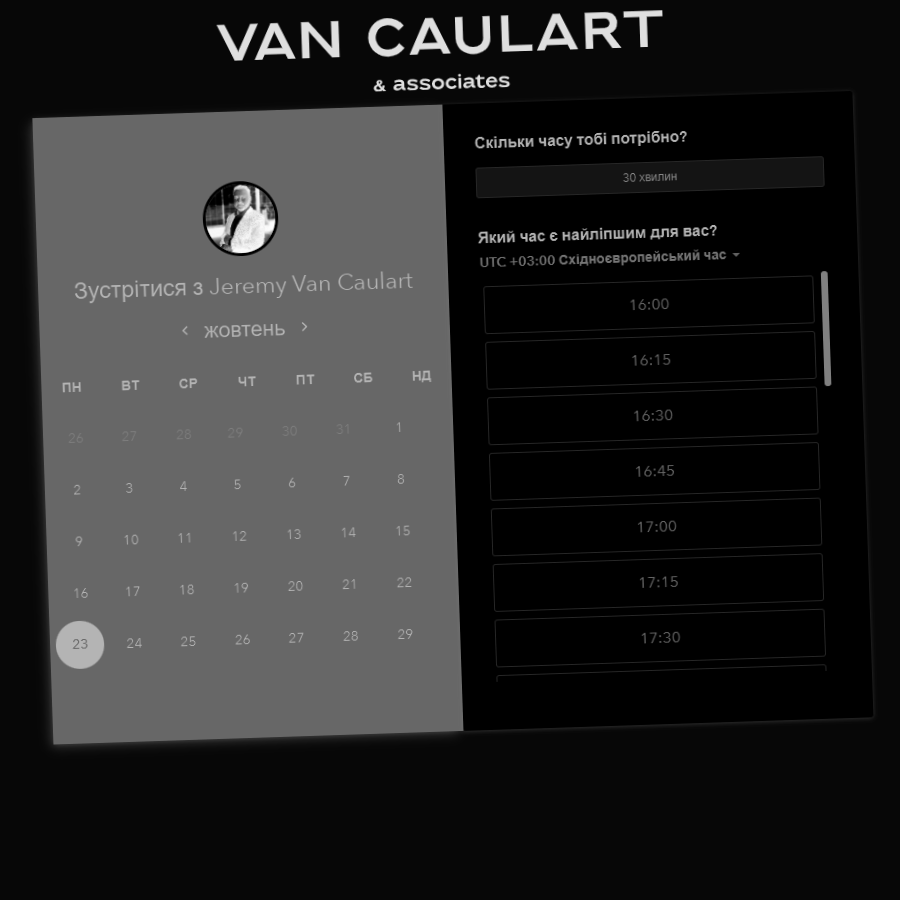 VAN CAULART
& associates
Зустрітися з Jeremy Van Caulart
жовтень
ПН ВТ СР ЧТ ПТ СБ НД
26 27 28 29 30 31 1
2 3 4 5 6 7 8
9 10 11 12 13 14 15
16 17 18 19 20 21 22
23 24 25 26 27 28 29
Скільки часу тобі потрібно?
30 хвилин
Який час є найліпшим для вас?
UTC +03:00 Східноєвропейський час
16:00
16:15
16:30
16:45
17:00
17:15
17:30